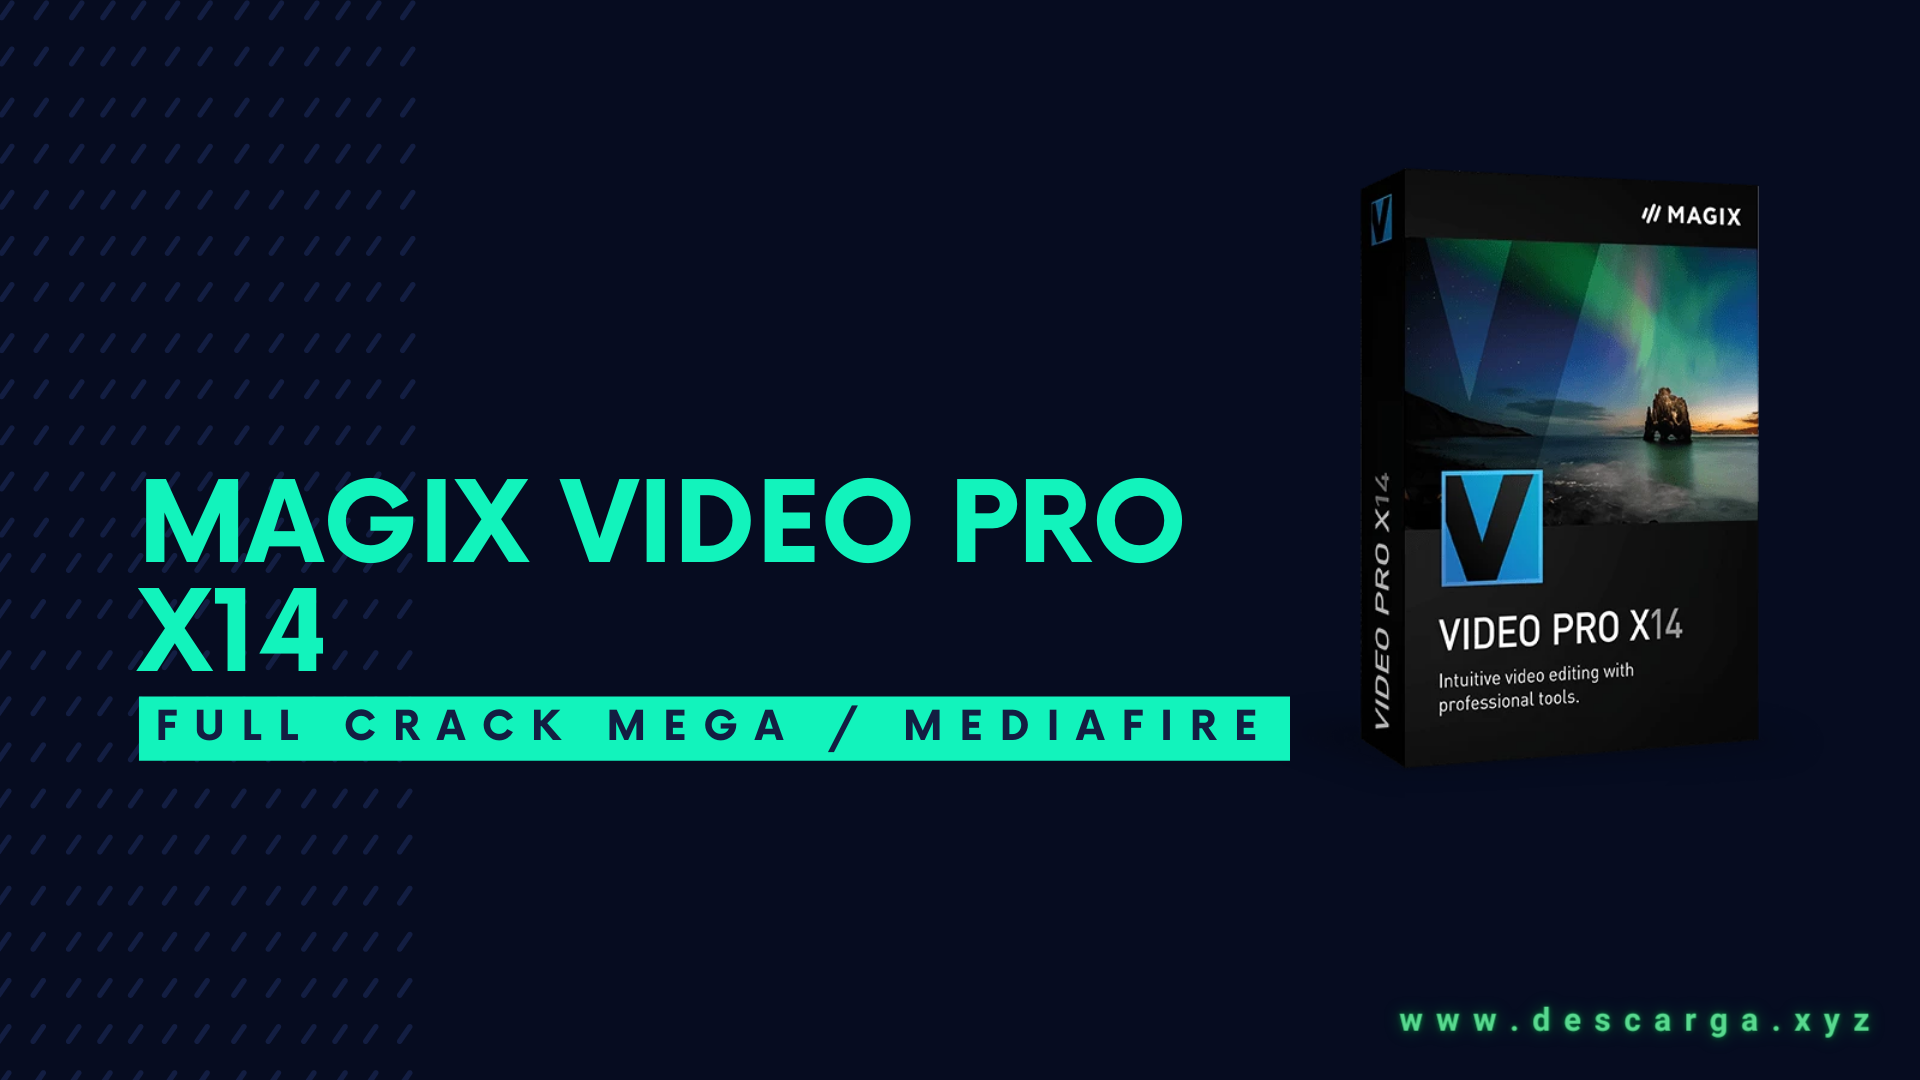 MAGIX VIDEO PRO
X14
FULL CRACK MEGA / MEDIAFIRE
MAGIX
VIDEO PRO X14
VIDEO PRO X14
Intuitive video editing with
professional tools.
www.descarga.xyz